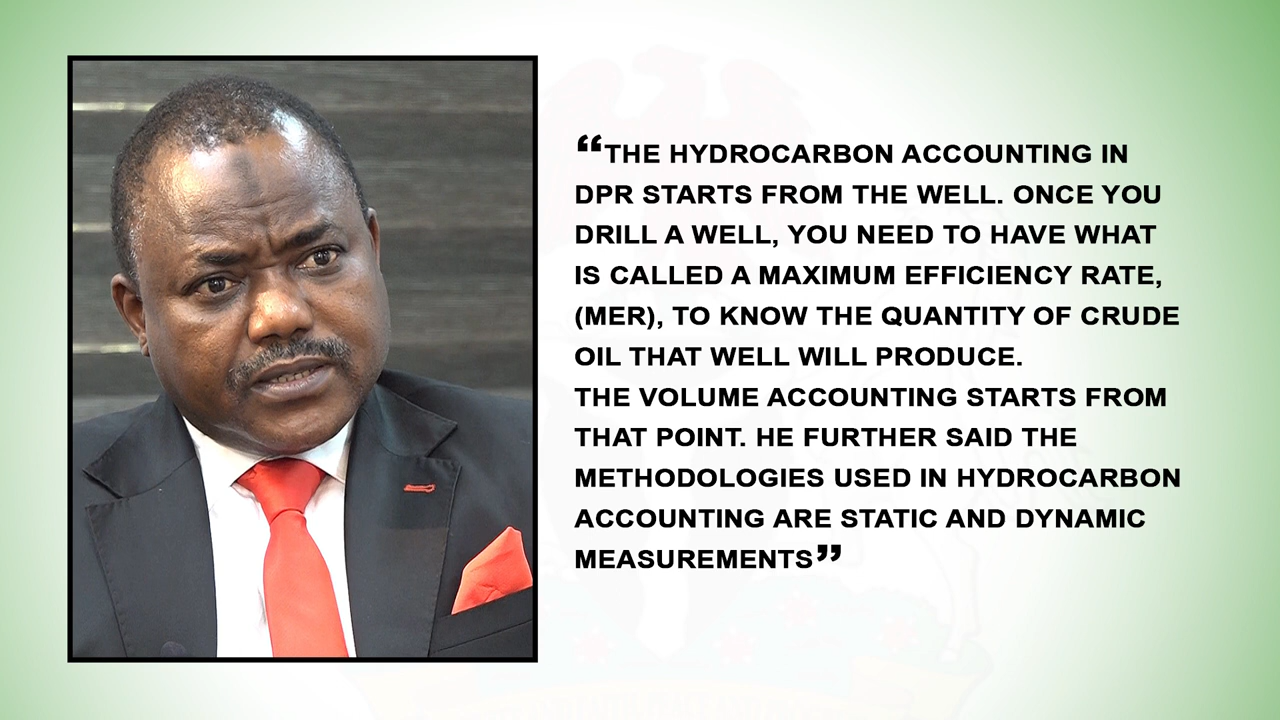 “THE HYDROCARBON ACCOUNTING IN
DPR STARTS FROM THE WELL. ONCE YOU
DRILL A WELL, YOU NEED TO HAVE WHAT
IS CALLED A MAXIMUM EFFICIENCY RATE,
(MER), TO KNOW THE QUANTITY OF CRUDE
OIL THAT WELL WILL PRODUCE.
THE VOLUME ACCOUNTING STARTS FROM
THAT POINT. HE FURTHER SAID THE
METHODOLOGIES USED IN HYDROCARBON
ACCOUNTING ARE STATIC AND DYNAMIC
MEASUREMENTS”